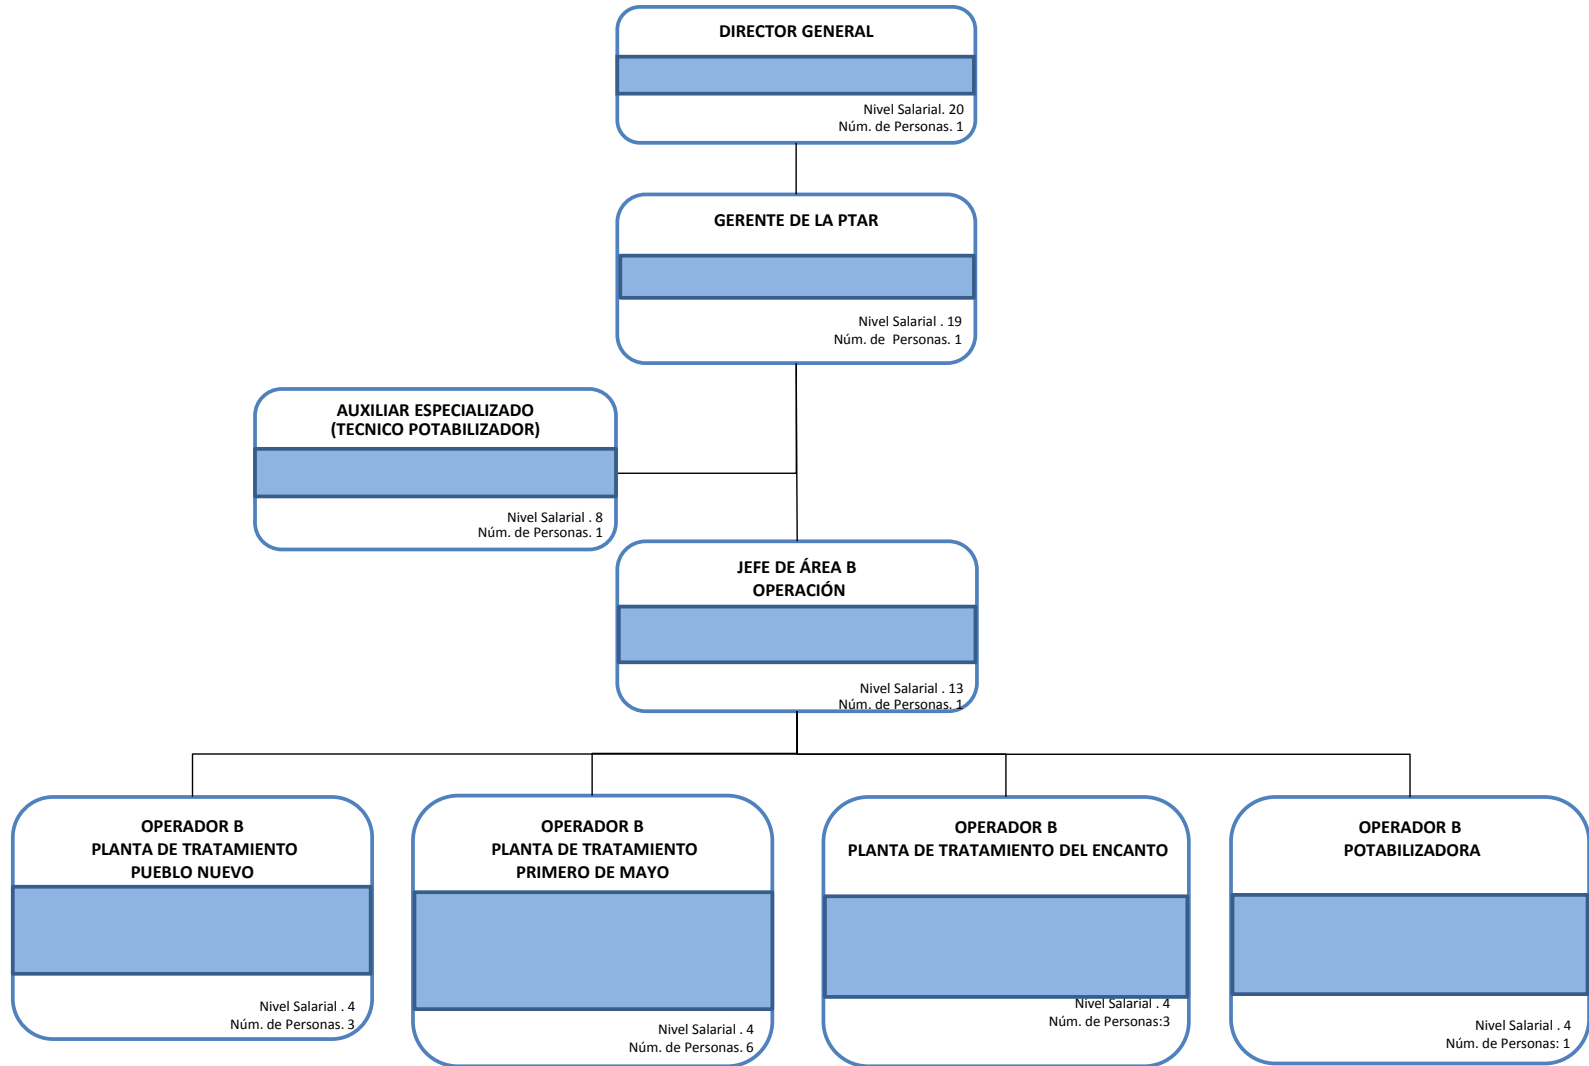 DIRECTOR GENERAL
Nivel Salarial. 20
Núm. de Personas. 1
GERENTE DE LA PTAR
Nivel Salarial . 19
Núm. de  Personas. 1
AUXILIAR ESPECIALIZADO
(TECNICO POTABILIZADOR)
Nivel Salarial . 8
Núm. de Personas. 1
JEFE DE ÁREA B
OPERACIÓN
Nivel Salarial . 13
Núm. de Personas. 1
OPERADOR B
PLANTA DE TRATAMIENTO
PUEBLO NUEVO
Nivel Salarial . 4
Núm. de Personas. 3
OPERADOR B
PLANTA DE TRATAMIENTO
PRIMERO DE MAYO
Nivel Salarial . 4
Núm. de Personas. 6
OPERADOR B
PLANTA DE TRATAMIENTO DEL ENCANTO
Nivel Salarial . 4
Núm. de Personas:3
OPERADOR B
POTABILIZADORA
Nivel Salarial . 4
Núm. de Personas: 1